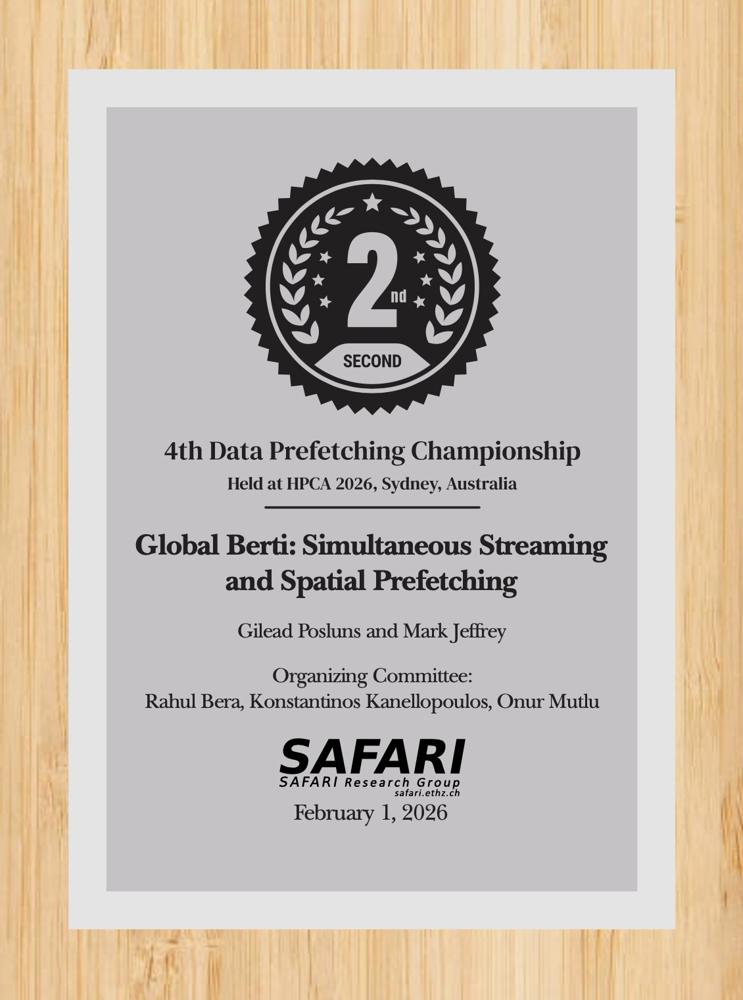 2nd
SECOND
4th Data Prefetching Championship
Held at HPCA 2026, Sydney, Australia
Global Berti: Simultaneous Streaming
and Spatial Prefetching
Gilead Posluns and Mark Jeffrey
Organizing Committee:
Rahul Bera, Konstantinos Kanellopoulos, Onur Mutlu
SAFARI
SAFARI Research Group
safari.ethz.ch
February 1, 2026